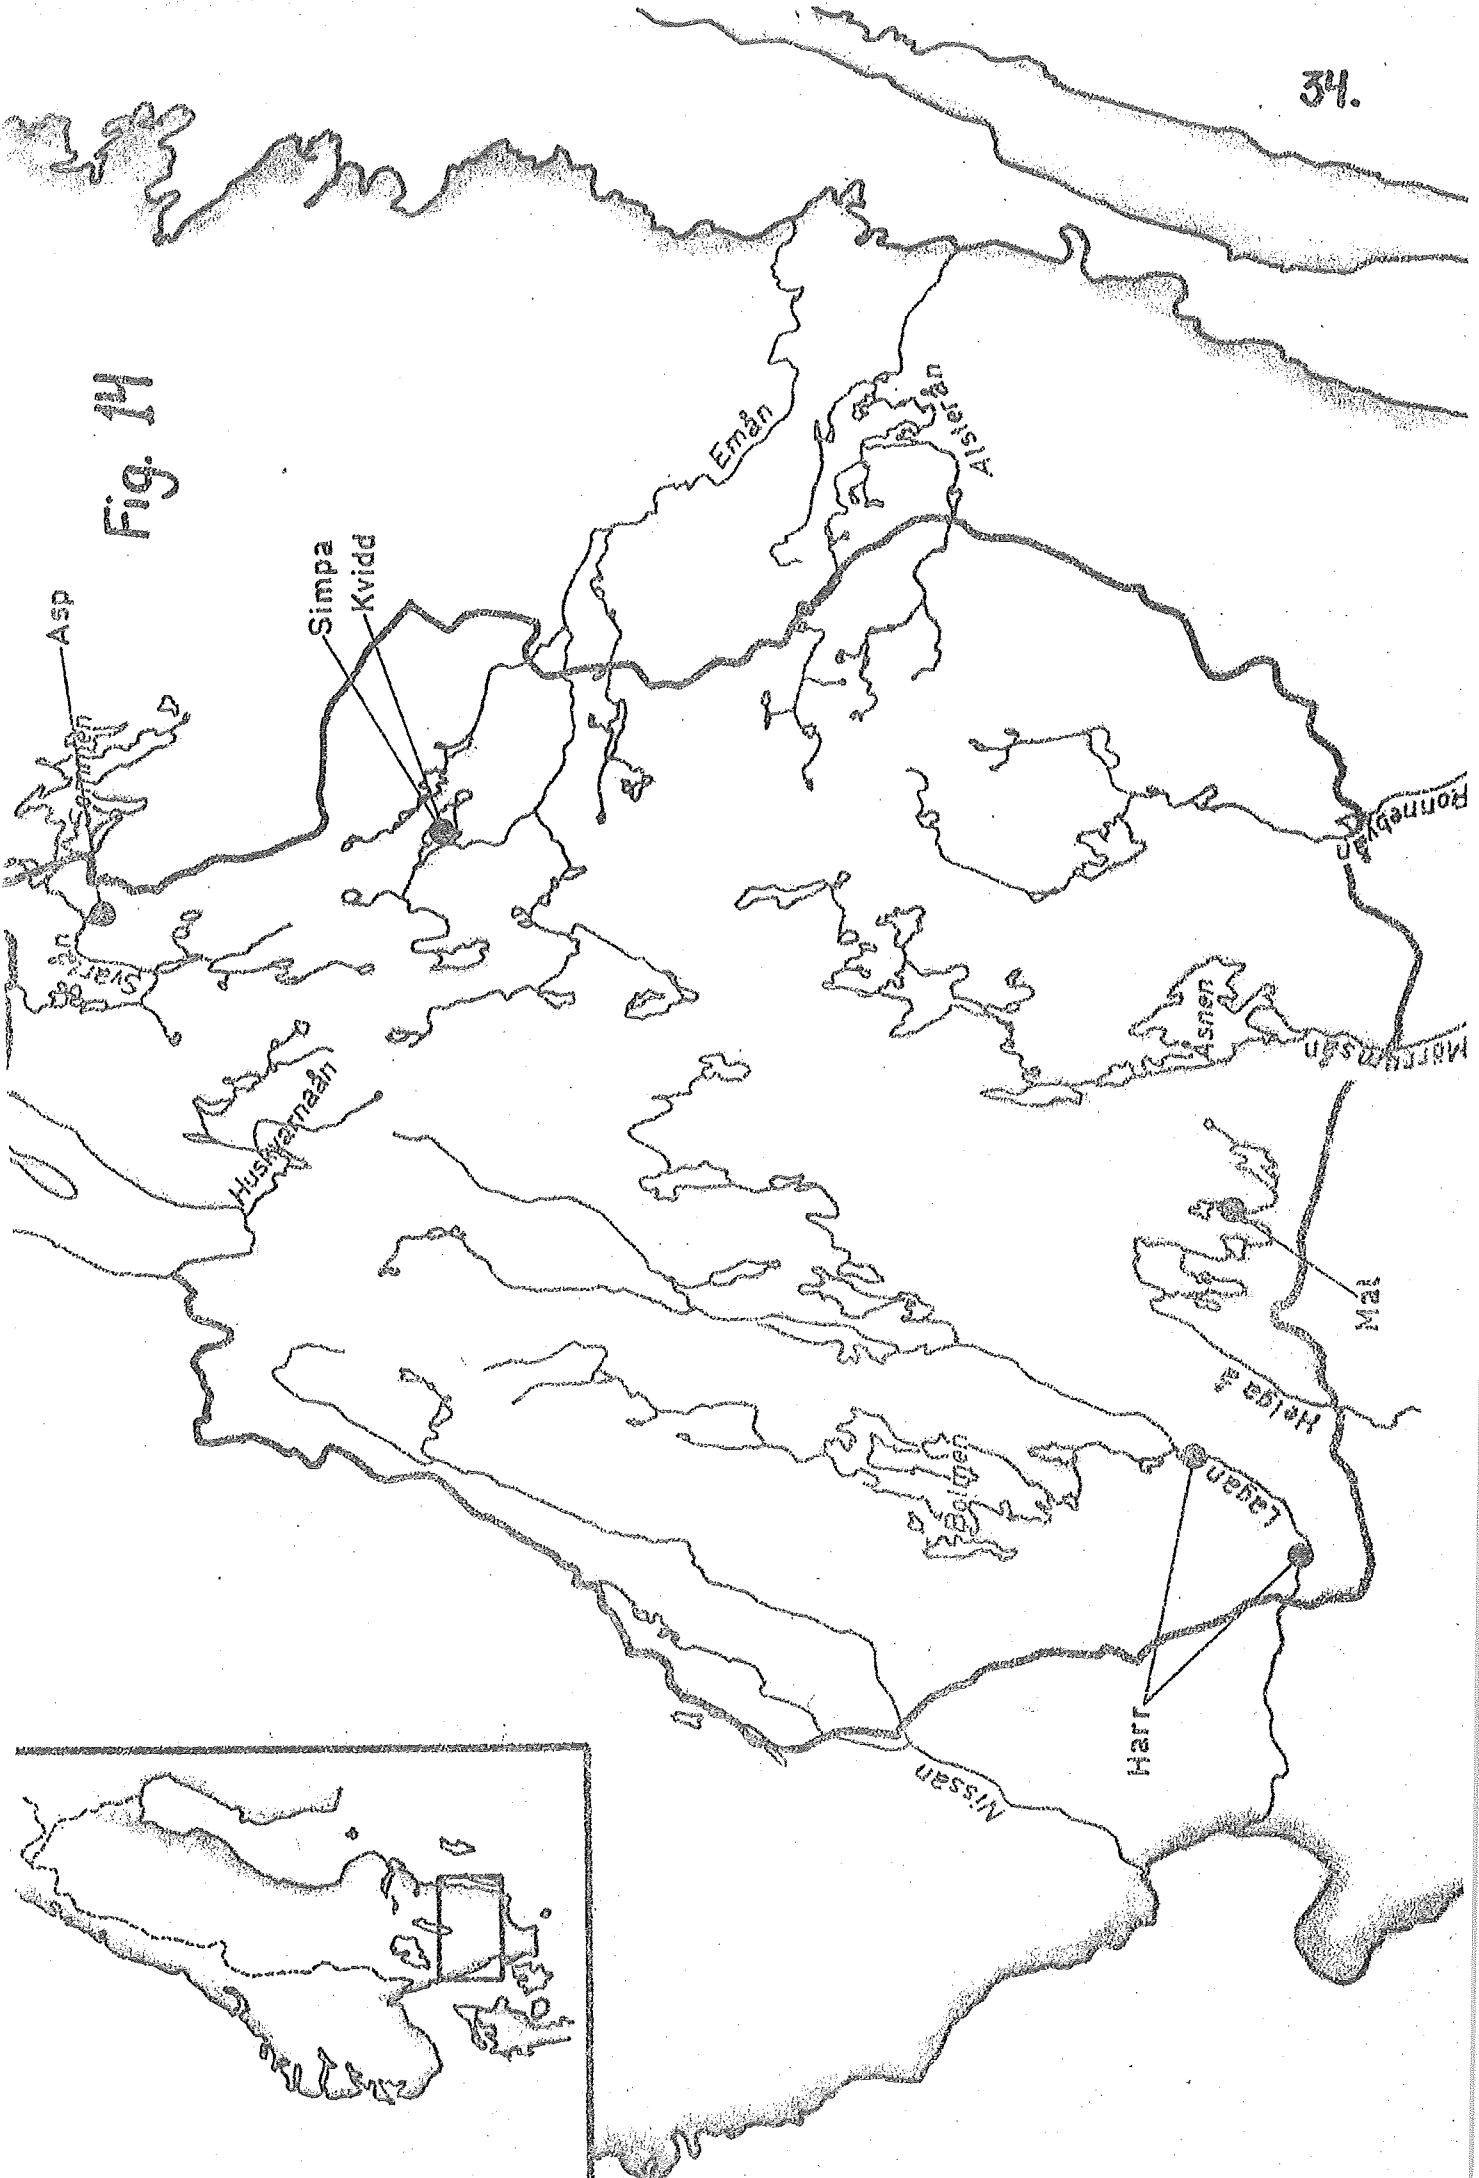 34.
Fig. 14
Asp
Simpa
Kvidd
Sommen
Svartån
Emån
Alsterån
Huskvarnaån
Ronnebyån
Åsnen
Mörrumsån
Mal
Helga å
Bolmen
Lagan
Harr
Nissan